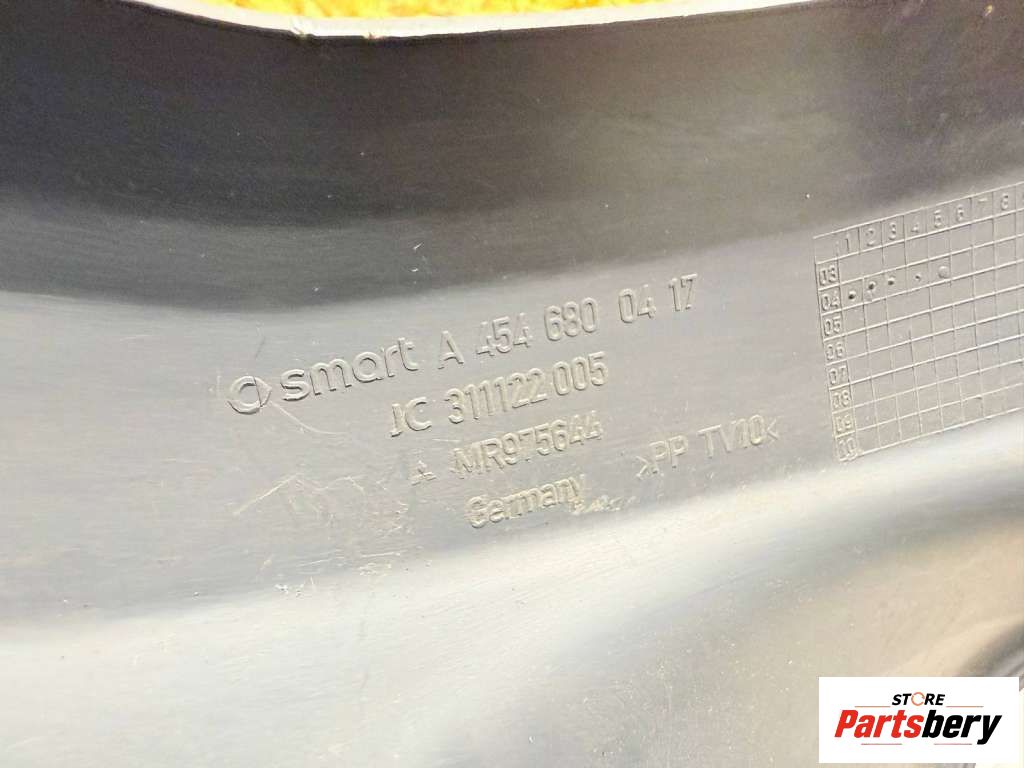 smart A 454 680 04 17
IC 311122 005
MR975644
Germany
>PP TV10<
1 2 3 4 5 6 7 8
03
04
05
06
07
08
09
10
STORE
Partsbery